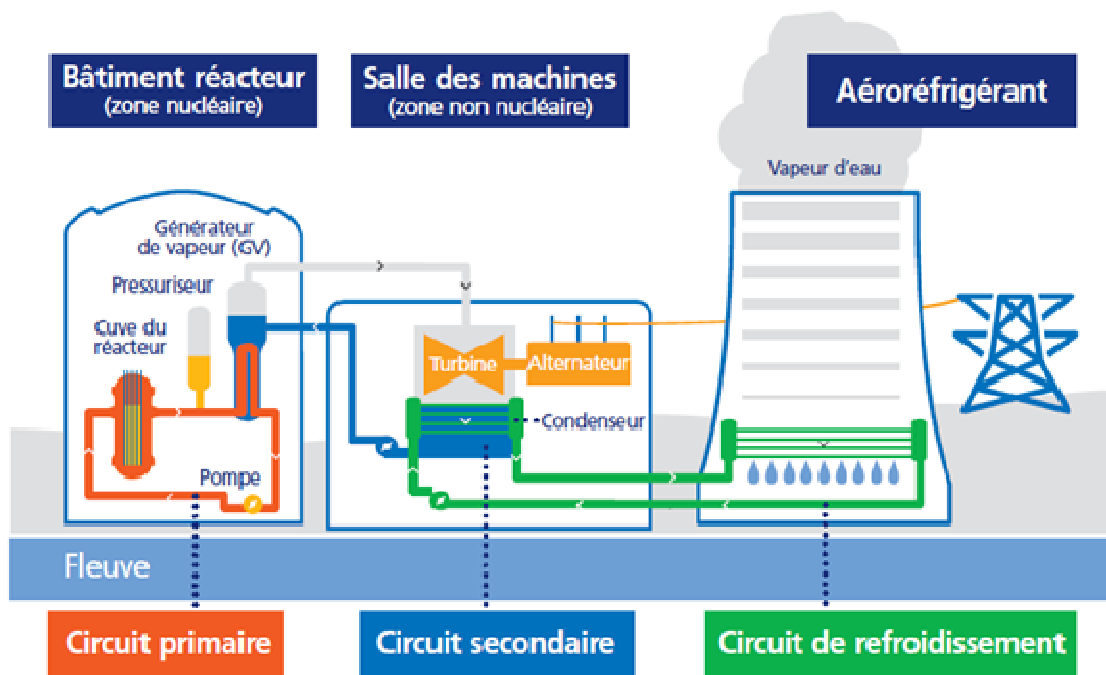 Bâtiment réacteur
(zone nucléaire)
Salle des machines
(zone non nucléaire)
Aéroréfrigérant
Vapeur d'eau
Générateur
de vapeur (GV)
Pressuriseur
Cuve du
réacteur
Turbine
Alternateur
Condenseur
Pompe
Fleuve
Circuit primaire
Circuit secondaire
Circuit de refroidissement